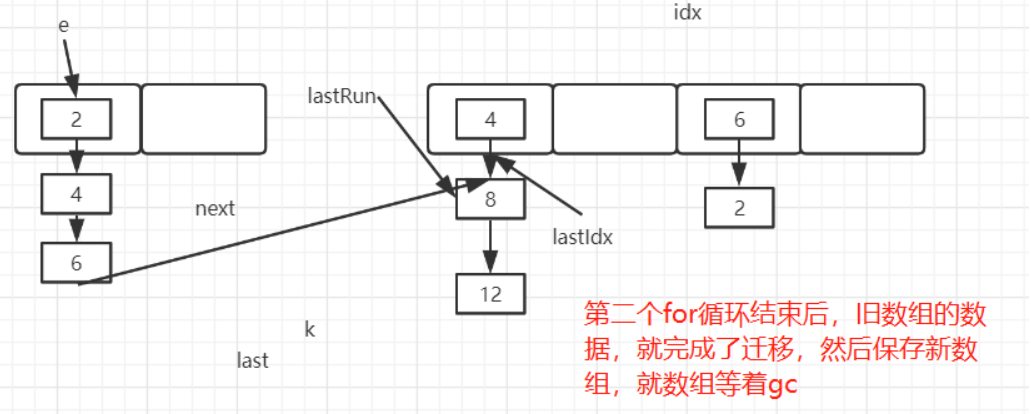 idx
e
lastRun
2
4
6
4
8
next
2
6
lastIdx
12
k
last
第二个for循环结束后，旧数组的数
据，就完成了迁移，然后保存新数
组，就数组等着gc